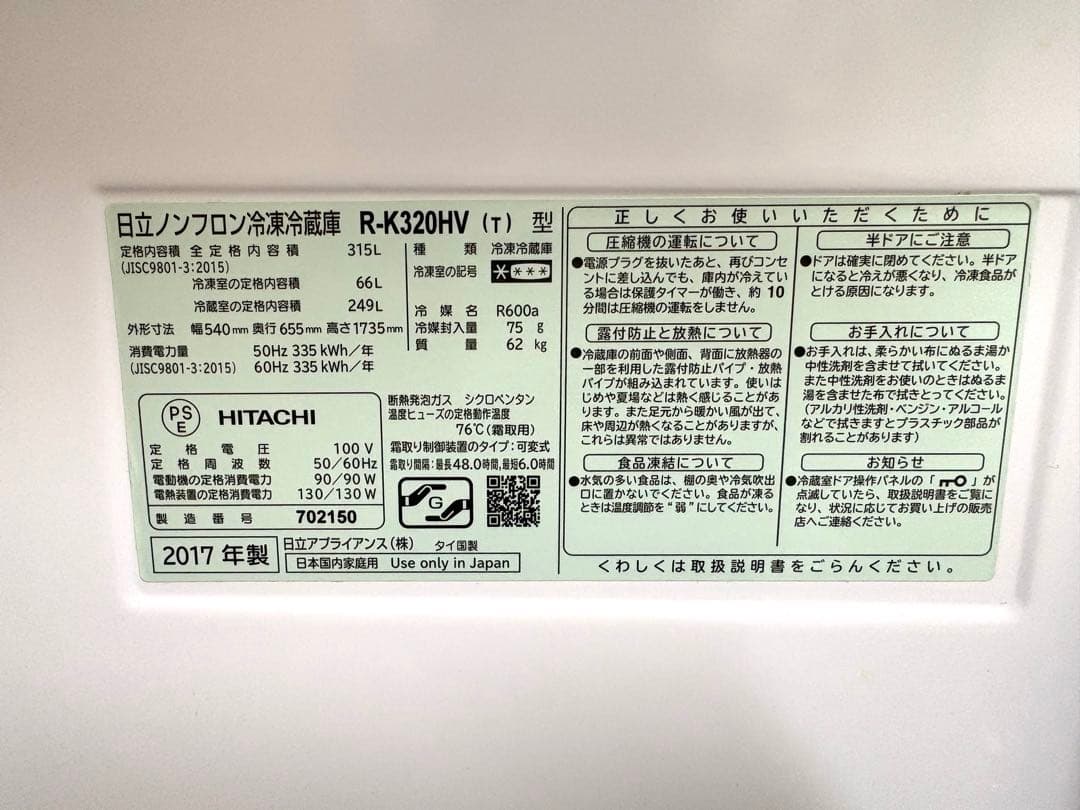 日立ノンフロン冷凍冷蔵庫 R-K320HV (T) 型
定格内容積 全定格内容積 315L
(JISC9801-3:2015)
冷凍室の定格内容積 66L
冷蔵室の定格内容積 249L
外形寸法 幅540mm 奥行655mm 高さ1735mm
消費電力量 50Hz 335 kWh/年
(JISC9801-3:2015) 60Hz 335 kWh/年
種類 冷凍冷蔵庫
冷凍室の記号 ****
冷媒 R600a
冷媒封入量 75 g
質量 62 kg
PSE HITACHI
定格電圧 100 V
定格周波数 50/60Hz
電動機の定格消費電力 90/90 W
電熱装置の定格消費電力 130/130 W
製造番号 702150
断熱発泡ガス シクロペンタン
温度ヒューズの定格動作温度
76℃(霜取用)
霜取り制御装置のタイプ:可変式
霜取り間隔:最長48.0時間,最短6.0時間
G
2017 年製
日立アプライアンス(株) タイ国製
日本国内家庭用 Use only in Japan
正しくお使いいただくために
圧縮機の運転について
●電源プラグを抜いたあと、再びコンセ
ントに差し込んでも、庫内が冷えてい
る場合は保護タイマーが働き、約10
分間は圧縮機の運転をしません。
露付防止と放熱について
●冷蔵庫の前面や側面、背面に放熱器の
一部を利用した露付防止パイプ・放熱
パイプが組み込まれています。使いは
じめや夏場などは熱く感じることがあ
ります。また足元から暖かい風が出て、
床や周辺が熱くなることがありますが、
これらは異常ではありません。
食品凍結について
●水気の多い食品は、棚の奥や冷気吹出
口に置かないでください。食品が凍る
ときは温度調節を“弱”にしてください。
半ドアにご注意
●ドアは確実に閉めてください。半ドア
になると冷えが悪くなり、冷凍食品が
とける原因になります。
お手入れについて
●お手入れは、柔らかい布にぬるま湯か
中性洗剤を含ませて拭いてください。
また中性洗剤をお使いのときはぬるま
湯を含ませた布で拭きとってください。
(アルカリ性洗剤・ベンジン・アルコール
などで拭きますとプラスチック部品が
割れることがあります)
お知らせ
●冷蔵室ドア操作パネルの「 」が
点滅していたら、取扱説明書をご覧に
なり、状況に応じてお買い上げの販売
店へご連絡ください。
くわしくは取扱説明書をごらんください。